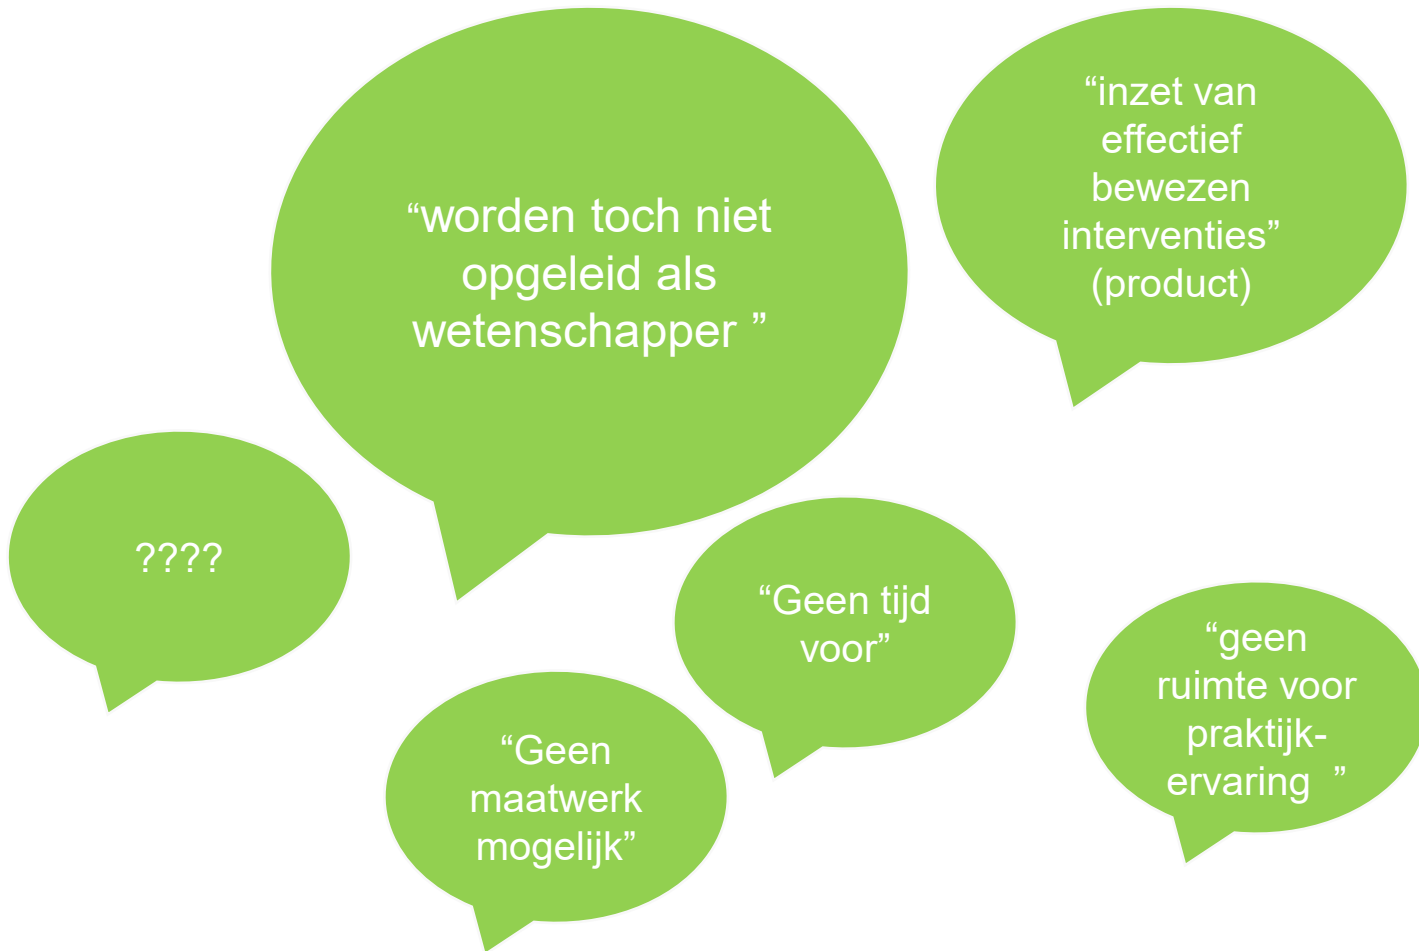 “worden toch niet
opgeleid als
wetenschapper ”
“inzet van
effectief
bewezen
interventies”
(product)
????
“Geen tijd
voor”
“geen
ruimte voor
praktijk-
ervaring  ”
“Geen
maatwerk
mogelijk”